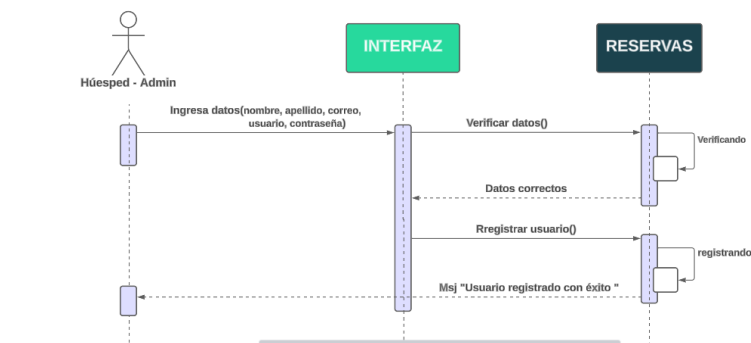 INTERFAZ
RESERVAS
Húesped - Admin
Ingresa datos(nombre, apellido, correo,
usuario, contraseña)
Verificar datos()
Verificando
Datos correctos
Rregistrar usuario()
registrando
Msj "Usuario registrado con éxito "